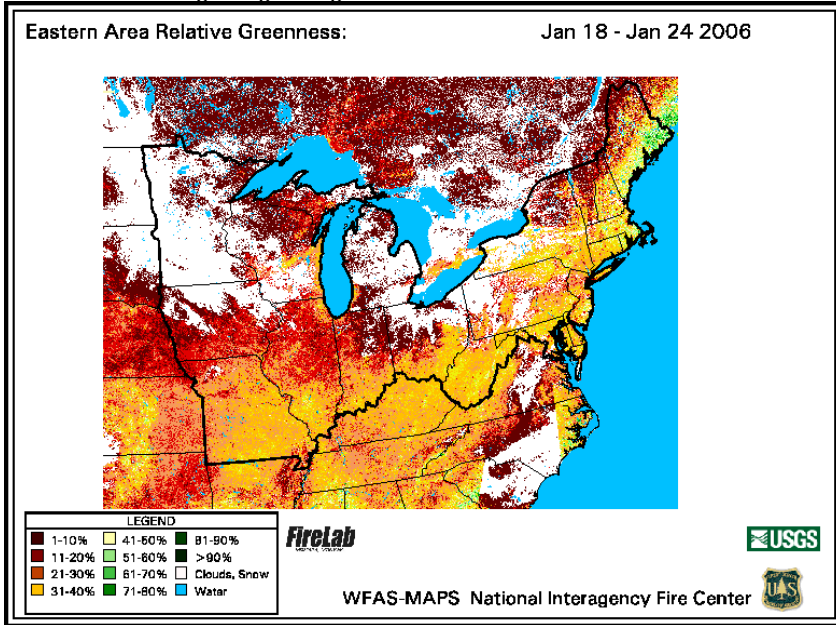 Eastern Area Relative Greenness: Jan 18 - Jan 24 2006
LEGEND
1-10% 41-50% 81-90%
11-20% 51-60% >90%
21-30% 61-70% Clouds, Snow
31-40% 71-80% Water
FireLab
USGS
WFAS-MAPS National Interagency Fire Center
U S